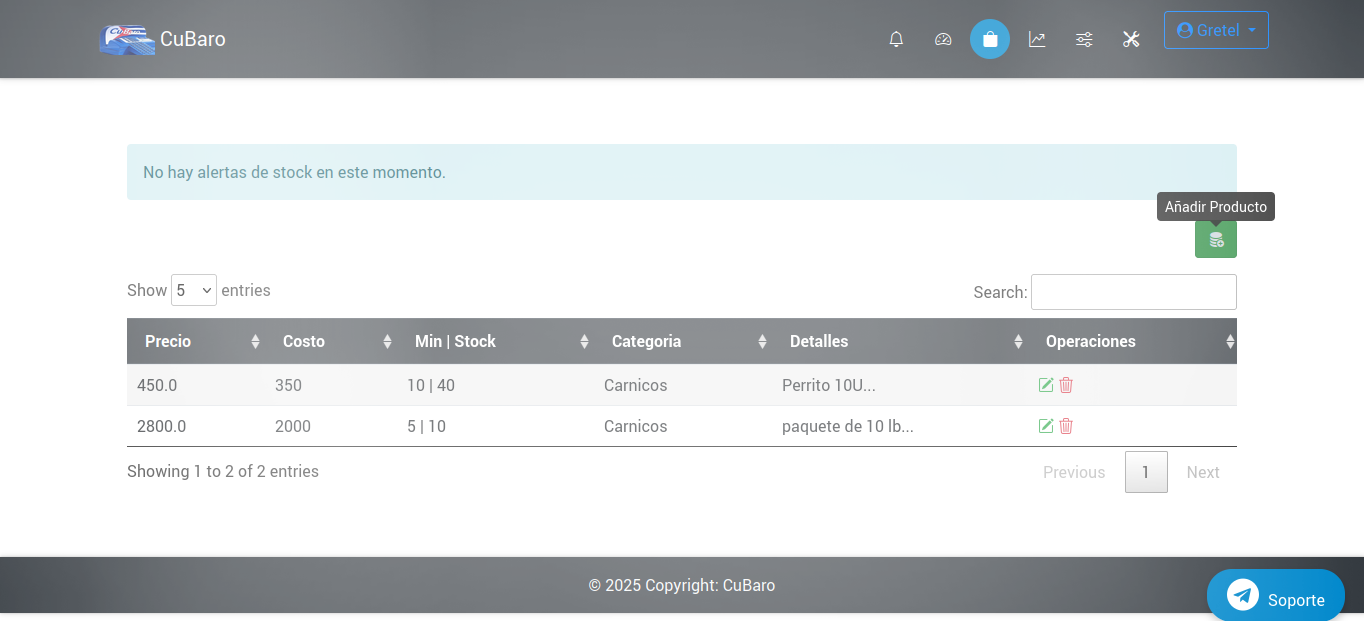 CuBaro
CuBaro
Gretel
No hay alertas de stock en este momento.
Añadir Producto
Show 5 entries
Search:
Precio Costo Min | Stock Categoria Detalles Operaciones
450.0 350 10 | 40 Carnicos Perrito 10U...
2800.0 2000 5 | 10 Carnicos paquete de 10 lb...
Showing 1 to 2 of 2 entries
Previous 1 Next
© 2025 Copyright: CuBaro
Soporte